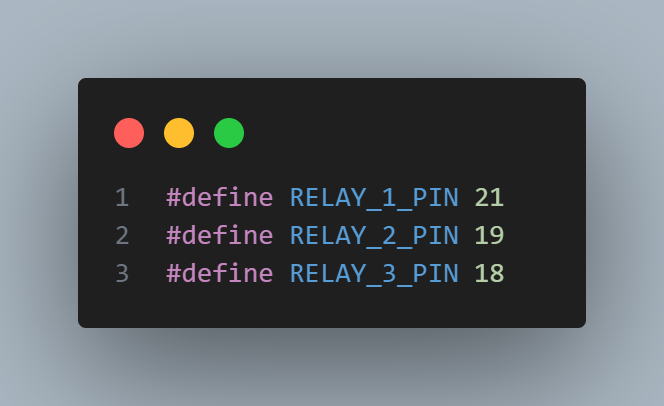 1 #define RELAY_1_PIN 21
2 #define RELAY_2_PIN 19
3 #define RELAY_3_PIN 18